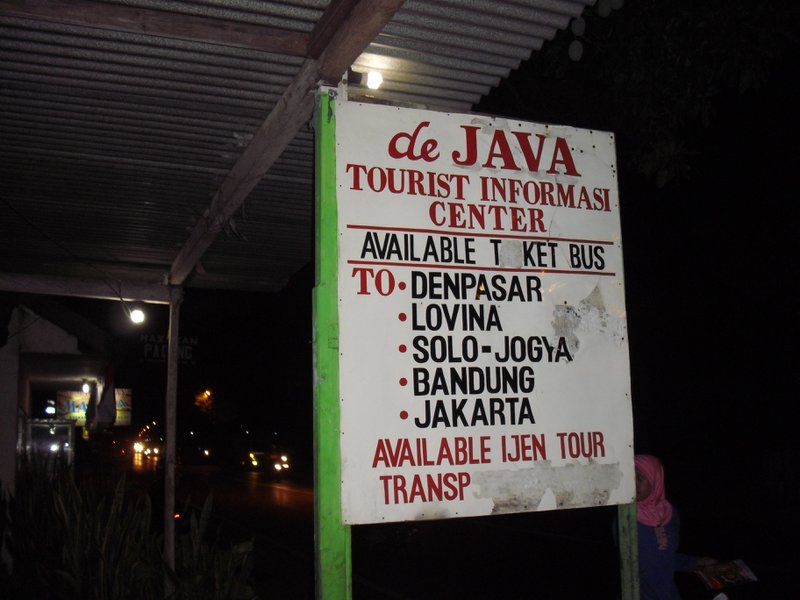 de JAVA
TOURIST INFORMASI
CENTER
AVAILABLE T KET BUS
TO • DENPASAR
• LOVINA
• SOLO-JOGYA
• BANDUNG
• JAKARTA
AVAILABLE IJEN TOUR
TRANSP
PADANG